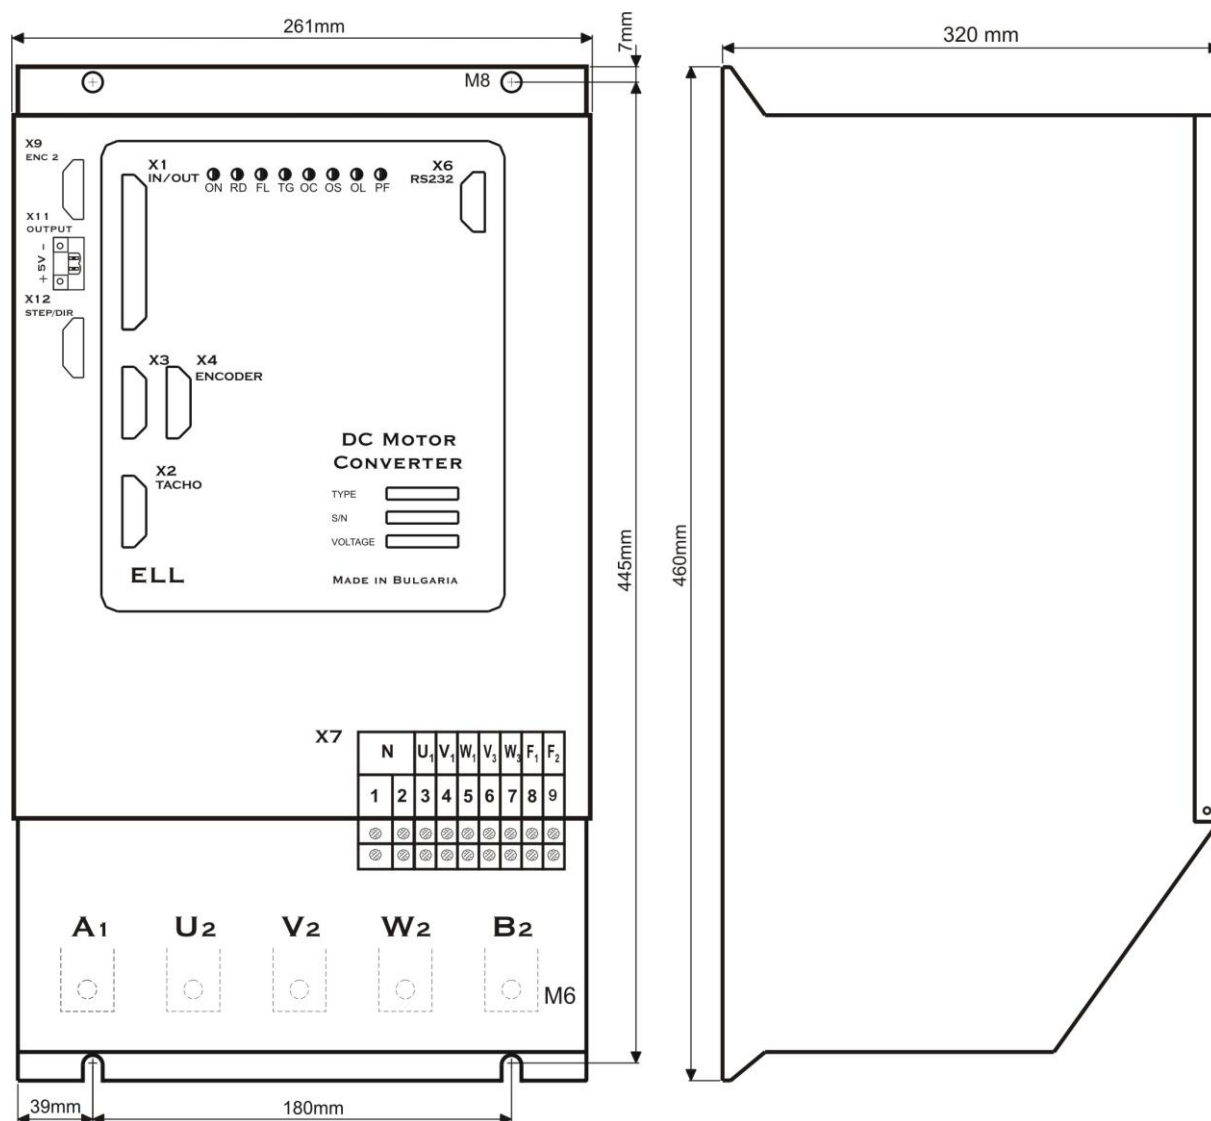 261mm
7mm
320 mm
M8
X9
ENC 2
X1
IN/OUT
ON RD FL TG OC OS OL PF
X6
RS232
X11
OUTPUT
+ 5V -
X12
STEP/DIR
X3
X4
ENCODER
DC MOTOR
CONVERTER
X2
TACHO
TYPE
S/N
VOLTAGE
ELL
MADE IN BULGARIA
445mm
460mm
X7
N U1 V1 W1 V3 W3 F1 F2
1 2 3 4 5 6 7 8 9
A1 U2 V2 W2 B2
M6
39mm
180mm